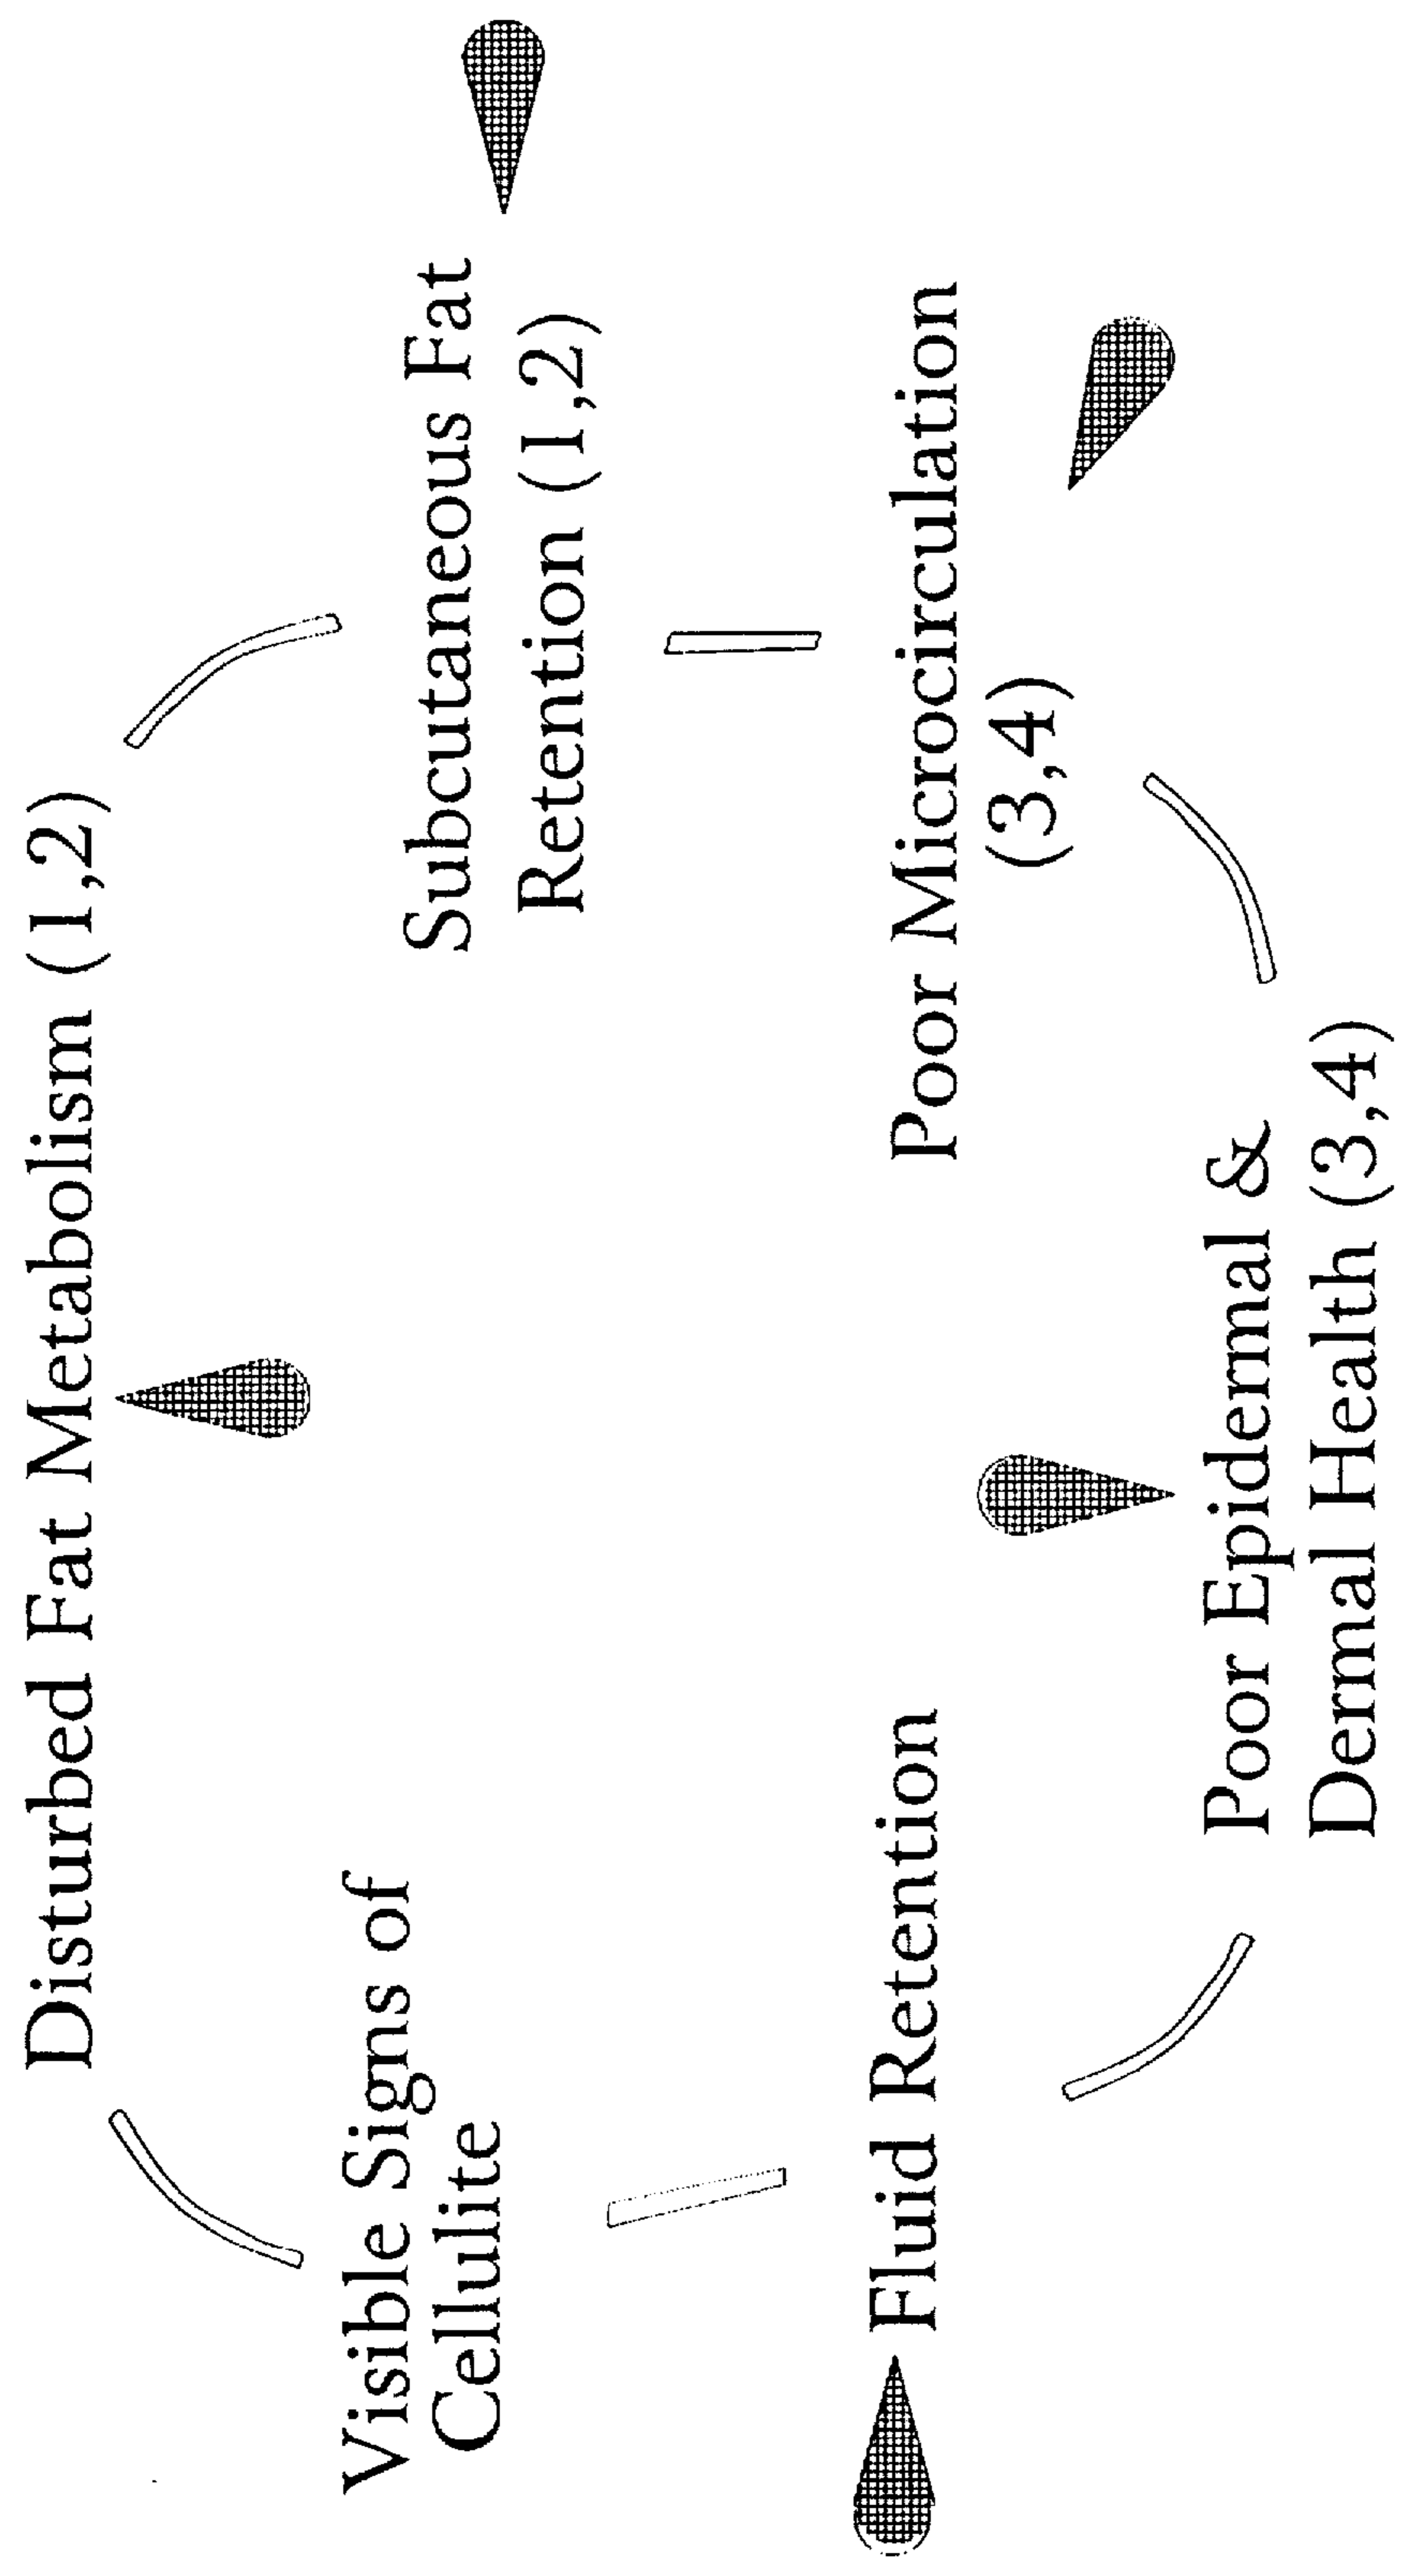 Disturbed Fat Metabolism (1,2)
Subcutaneous Fat
Retention (1,2)
Poor Microcirculation
(3,4)
Poor Epidermal &
Dermal Health (3,4)
Fluid Retention
Visible Signs of
Cellulite